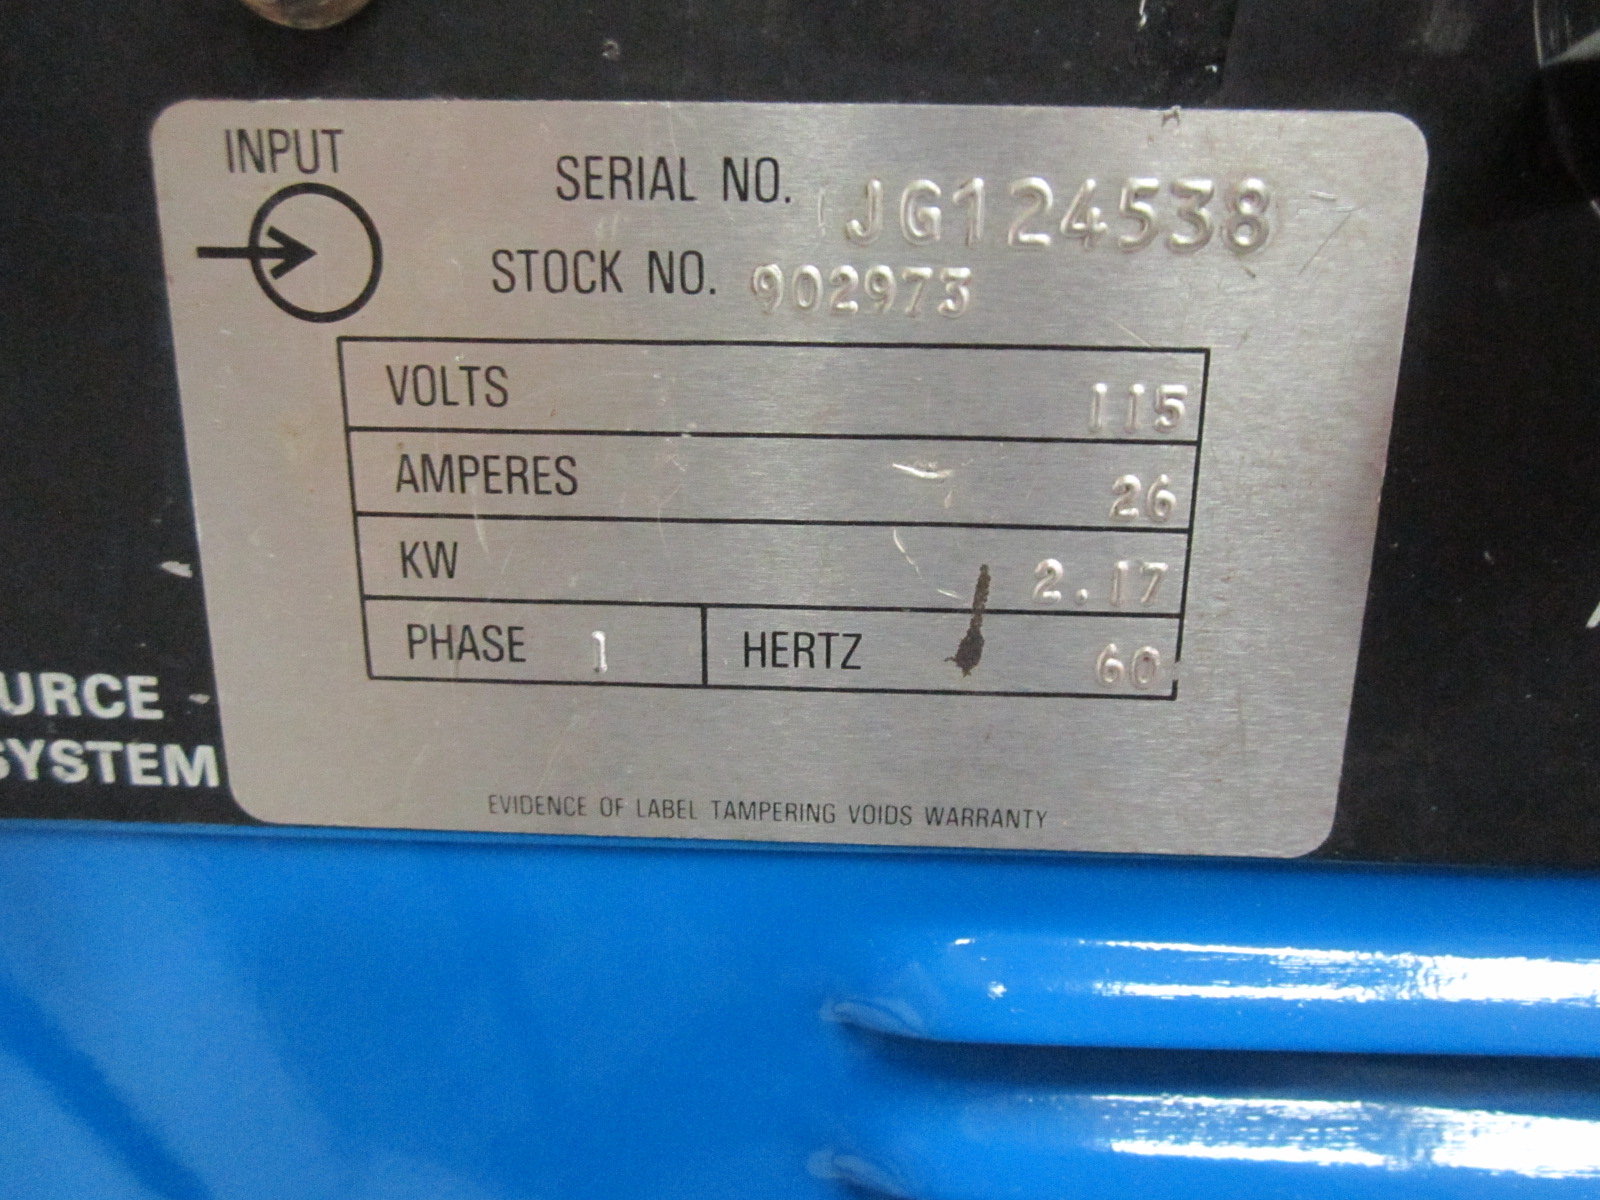 INPUT
SERIAL NO. JG124538
STOCK NO. 902973
VOLTS 115
AMPERES 26
KW 2.17
PHASE 1 HERTZ 60
URCE
SYSTEM
EVIDENCE OF LABEL TAMPERING VOIDS WARRANTY